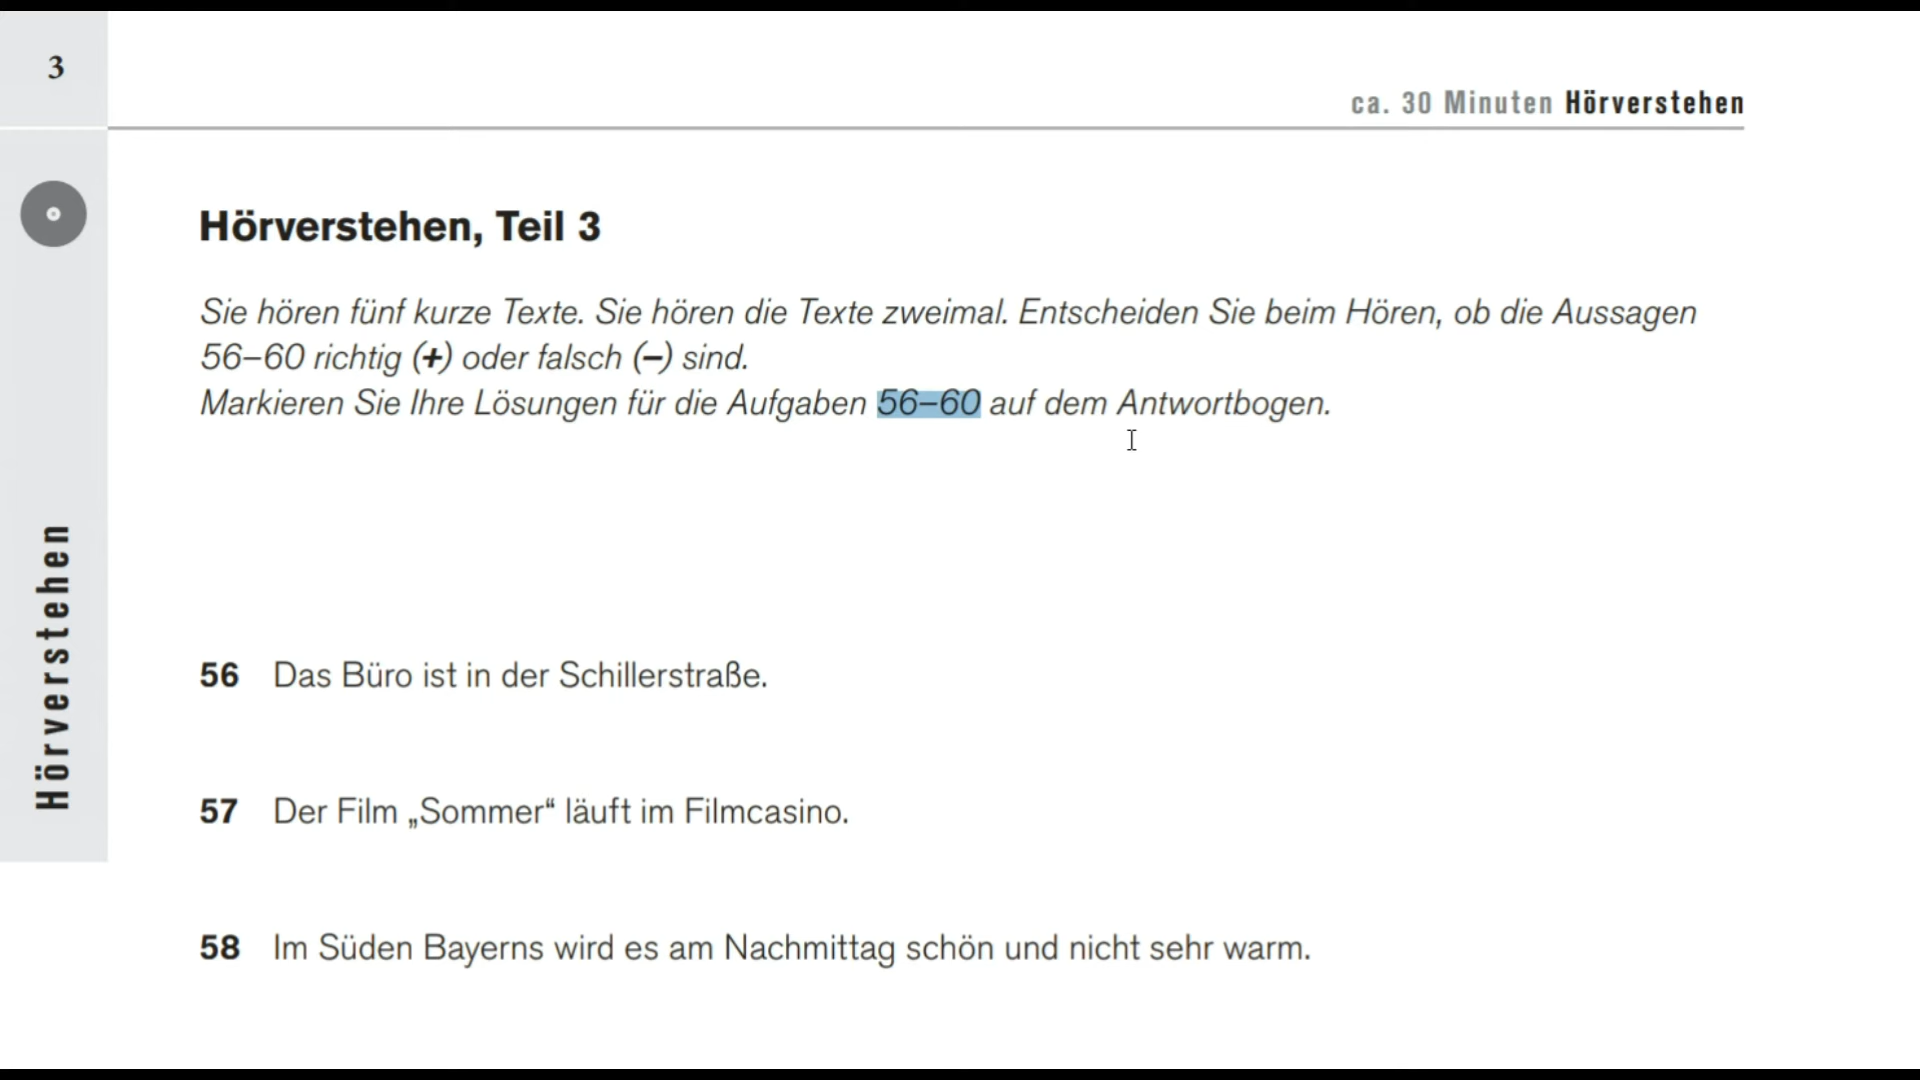 3
ca. 30 Minuten Hörverstehen
Hörverstehen, Teil 3
Sie hören fünf kurze Texte. Sie hören die Texte zweimal. Entscheiden Sie beim Hören, ob die Aussagen
56–60 richtig (+) oder falsch (–) sind.
Markieren Sie Ihre Lösungen für die Aufgaben 56–60 auf dem Antwortbogen.
Hörverstehen
56 Das Büro ist in der Schillerstraße.
57 Der Film „Sommer“ läuft im Filmcasino.
58 Im Süden Bayerns wird es am Nachmittag schön und nicht sehr warm.